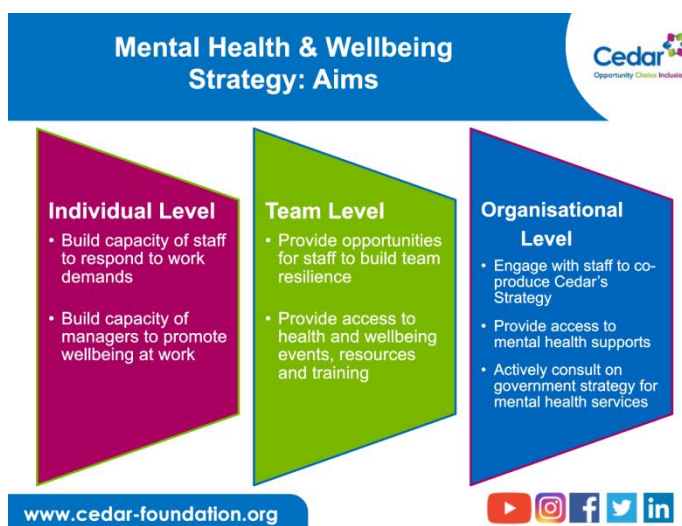 Mental Health & Wellbeing
Strategy: Aims
Cedar
Opportunity Choice Inclusion
Individual Level
• Build capacity of staff
to respond to work
demands
• Build capacity of
managers to promote
wellbeing at work
Team Level
• Provide opportunities
for staff to build team
resilience
• Provide access to
health and wellbeing
events, resources
and training
Organisational
Level
• Engage with staff to co-
produce Cedar's
Strategy
• Provide access to
mental health supports
• Actively consult on
government strategy for
mental health services
www.cedar-foundation.org